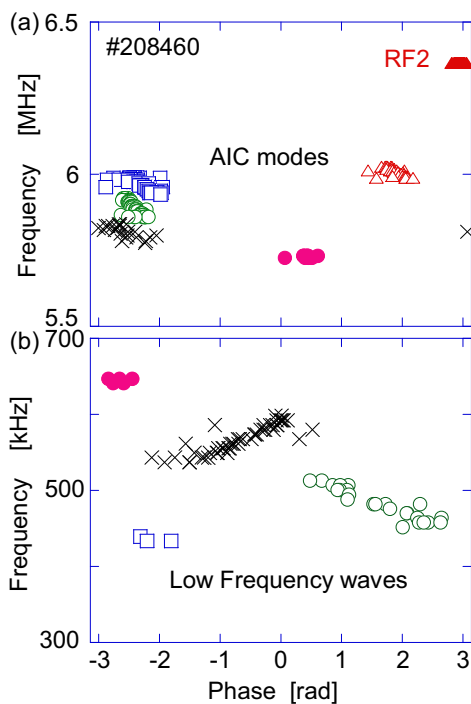 (a)
#208460
6.5
RF2
Frequency [MHz]
AIC modes
6
5.5
(b)
700
Frequency [kHz]
500
Low Frequency waves
300
-3 -2 -1 0 1 2 3
Phase [rad]